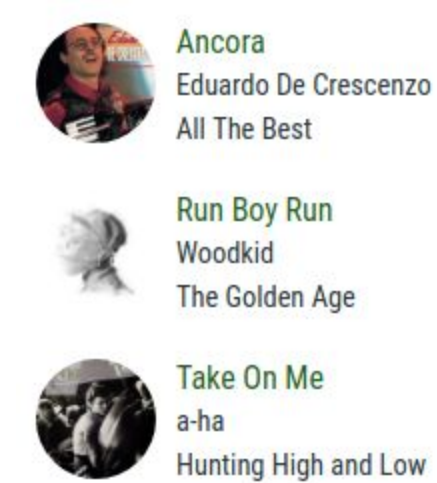 Ancora
Eduardo De Crescenzo
All The Best
Run Boy Run
Woodkid
The Golden Age
Take On Me
a-ha
Hunting High and Low